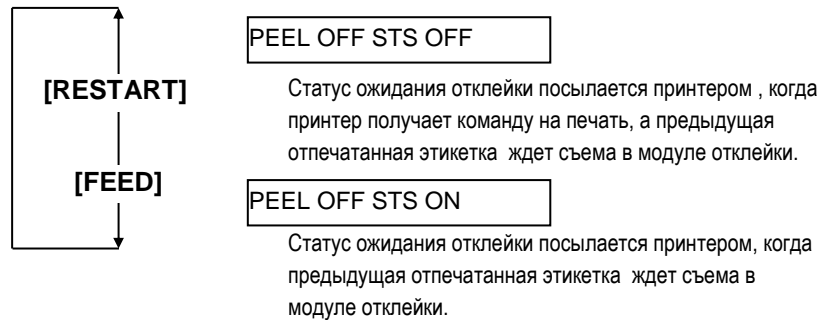 PEEL OFF STS OFF
[RESTART]
Статус ожидания отклейки посылается принтером , когда
принтер получает команду на печать, а предыдущая
отпечатанная этикетка ждет съема в модуле отклейки.
[FEED]
PEEL OFF STS ON
Статус ожидания отклейки посылается принтером, когда
предыдущая отпечатанная этикетка ждет съема в
модуле отклейки.